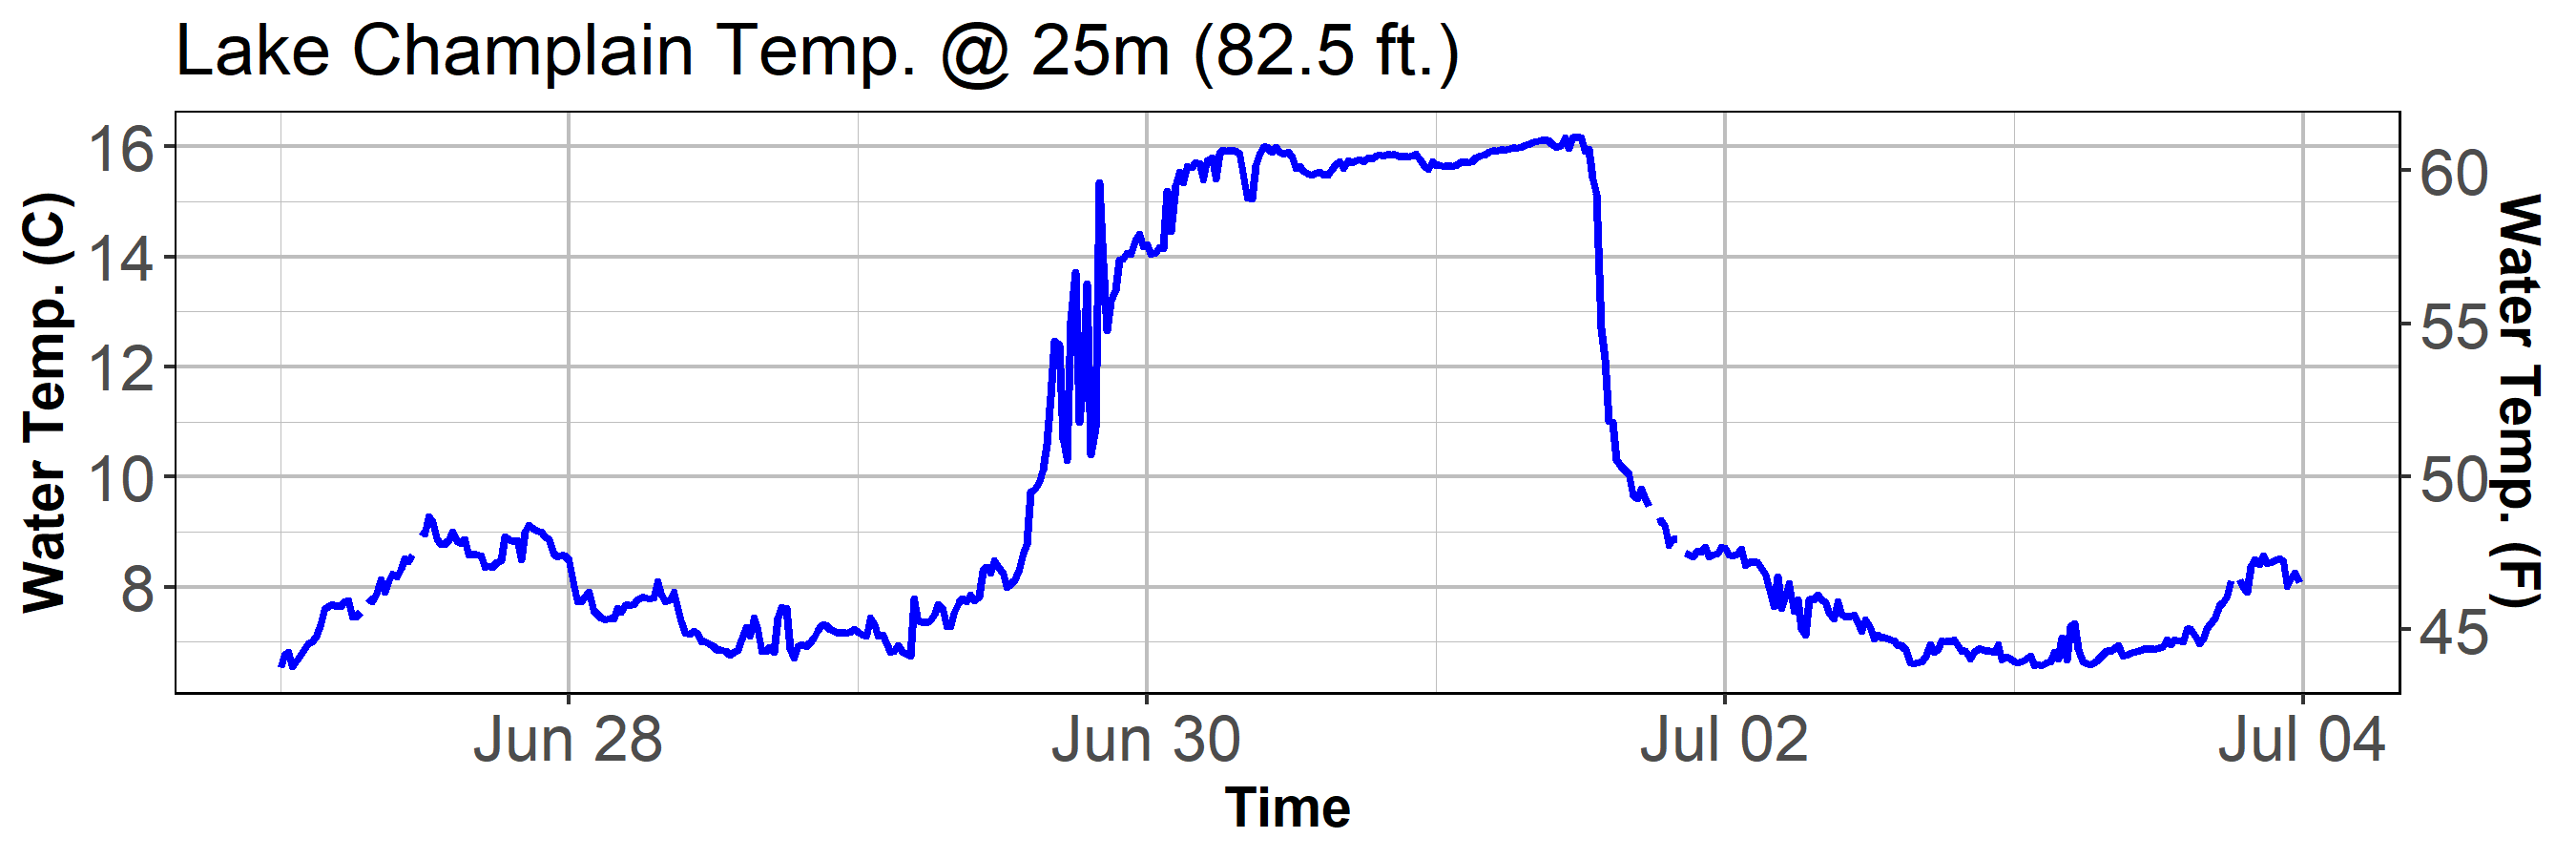 Lake Champlain Temp. @ 25m (82.5 ft.)
Water Temp. (C)
16
14
12
10
8
60
55
50
45
Water Temp. (F)
Jun 28
Jun 30
Jul 02
Jul 04
Time